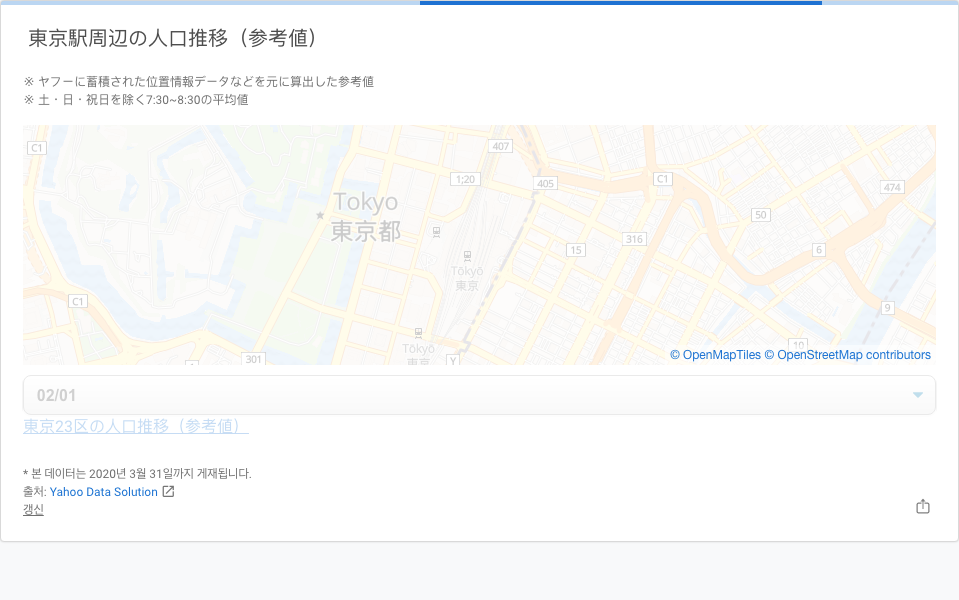 東京駅周辺の人口推移（参考値）
※ ヤフーに蓄積された位置情報データなどを元に算出した参考値
※ 土・日・祝日を除く7:30~8:30の平均値
C1
407
1;20
405
C1
474
Tokyo
東京都
50
316
15
6
Tōkyō
東京
C1
9
Tōkyō
東京
301
Y
10
© OpenMapTiles © OpenStreetMap contributors
02/01
東京23区の人口推移（参考値）
* 본 데이터는 2020년 3월 31일까지 게재됩니다.
출처: Yahoo Data Solution
갱신